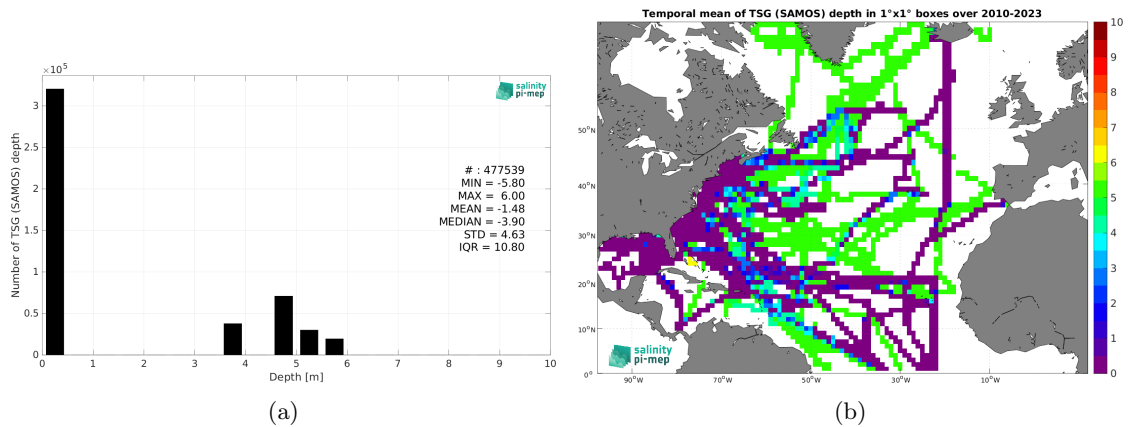 ×10⁵
3
2.5
2
1.5
1
0.5
0
Number of TSG (SAMOS) depth
0 1 2 3 4 5 6 7 8 9 10
Depth [m]
salinity
pi-mep
# : 477539
MIN = -5.80
MAX = 6.00
MEAN = -1.48
MEDIAN = -3.90
STD = 4.63
IQR = 10.80
(a)
Temporal mean of TSG (SAMOS) depth in 1°x1° boxes over 2010-2023
50°N
40°N
30°N
20°N
10°N
0°
90°W 70°W 50°W 30°W 10°W
salinity
pi-mep
10
9
8
7
6
5
4
3
2
1
0
(b)